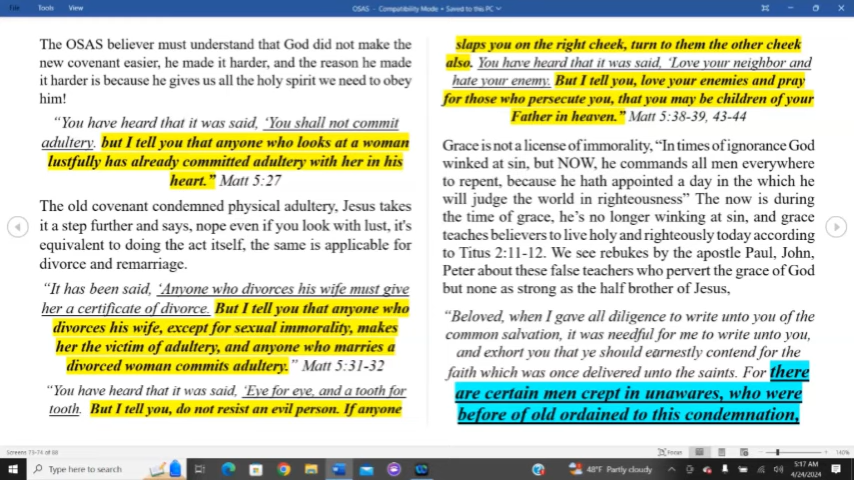 File Tools View
OSAS - Compatibility Mode • Saved to this PC
The OSAS believer must understand that God did not make the
new covenant easier, he made it harder, and the reason he made
it harder is because he gives us all the holy spirit we need to obey
him!
“You have heard that it was said, ‘You shall not commit
adultery. but I tell you that anyone who looks at a woman
lustfully has already committed adultery with her in his
heart.” Matt 5:27
The old covenant condemned physical adultery, Jesus takes
it a step further and says, nope even if you look with lust, it's
equivalent to doing the act itself, the same is applicable for
divorce and remarriage.
“It has been said, ‘Anyone who divorces his wife must give
her a certificate of divorce. But I tell you that anyone who
divorces his wife, except for sexual immorality, makes
her the victim of adultery, and anyone who marries a
divorced woman commits adultery.” Matt 5:31-32
“You have heard that it was said, ‘Eye for eye, and a tooth for
tooth. But I tell you, do not resist an evil person. If anyone
slaps you on the right cheek, turn to them the other cheek
also. You have heard that it was said, ‘Love your neighbor and
hate your enemy. But I tell you, love your enemies and pray
for those who persecute you, that you may be children of your
Father in heaven.” Matt 5:38-39, 43-44
Grace is not a license of immorality, “In times of ignorance God
winked at sin, but NOW, he commands all men everywhere
to repent, because he hath appointed a day in the which he
will judge the world in righteousness” The now is during
the time of grace, he's no longer winking at sin, and grace
teaches believers to live holy and righteously today according
to Titus 2:11-12. We see rebukes by the apostle Paul, John,
Peter about these false teachers who pervert the grace of God
but none as strong as the half brother of Jesus,
“Beloved, when I gave all diligence to write unto you of the
common salvation, it was needful for me to write unto you,
and exhort you that ye should earnestly contend for the
faith which was once delivered unto the saints. For there
are certain men crept in unawares, who were
before of old ordained to this condemnation,
Screens 73-74 of 88
Focus
140%
Type here to search
48°F Partly cloudy
5:17 AM
4/24/2024